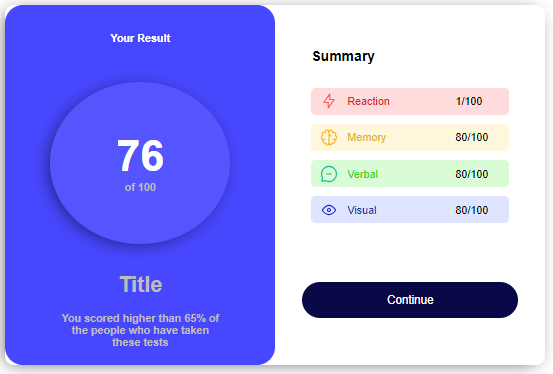 Your Result
76
of 100
Title
You scored higher than 65% of
the people who have taken
these tests
Summary
Reaction 1/100
Memory 80/100
Verbal 80/100
Visual 80/100
Continue